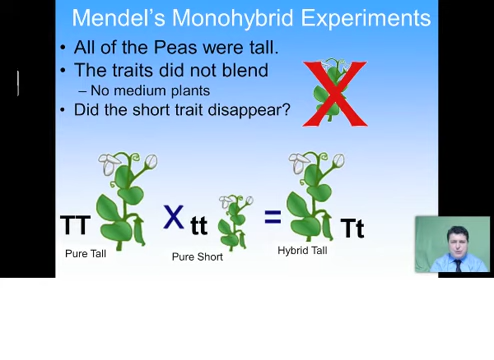 Mendel's Monohybrid Experiments
• All of the Peas were tall.
• The traits did not blend
– No medium plants
• Did the short trait disappear?
TT X tt = Tt
Pure Tall
Pure Short
Hybrid Tall